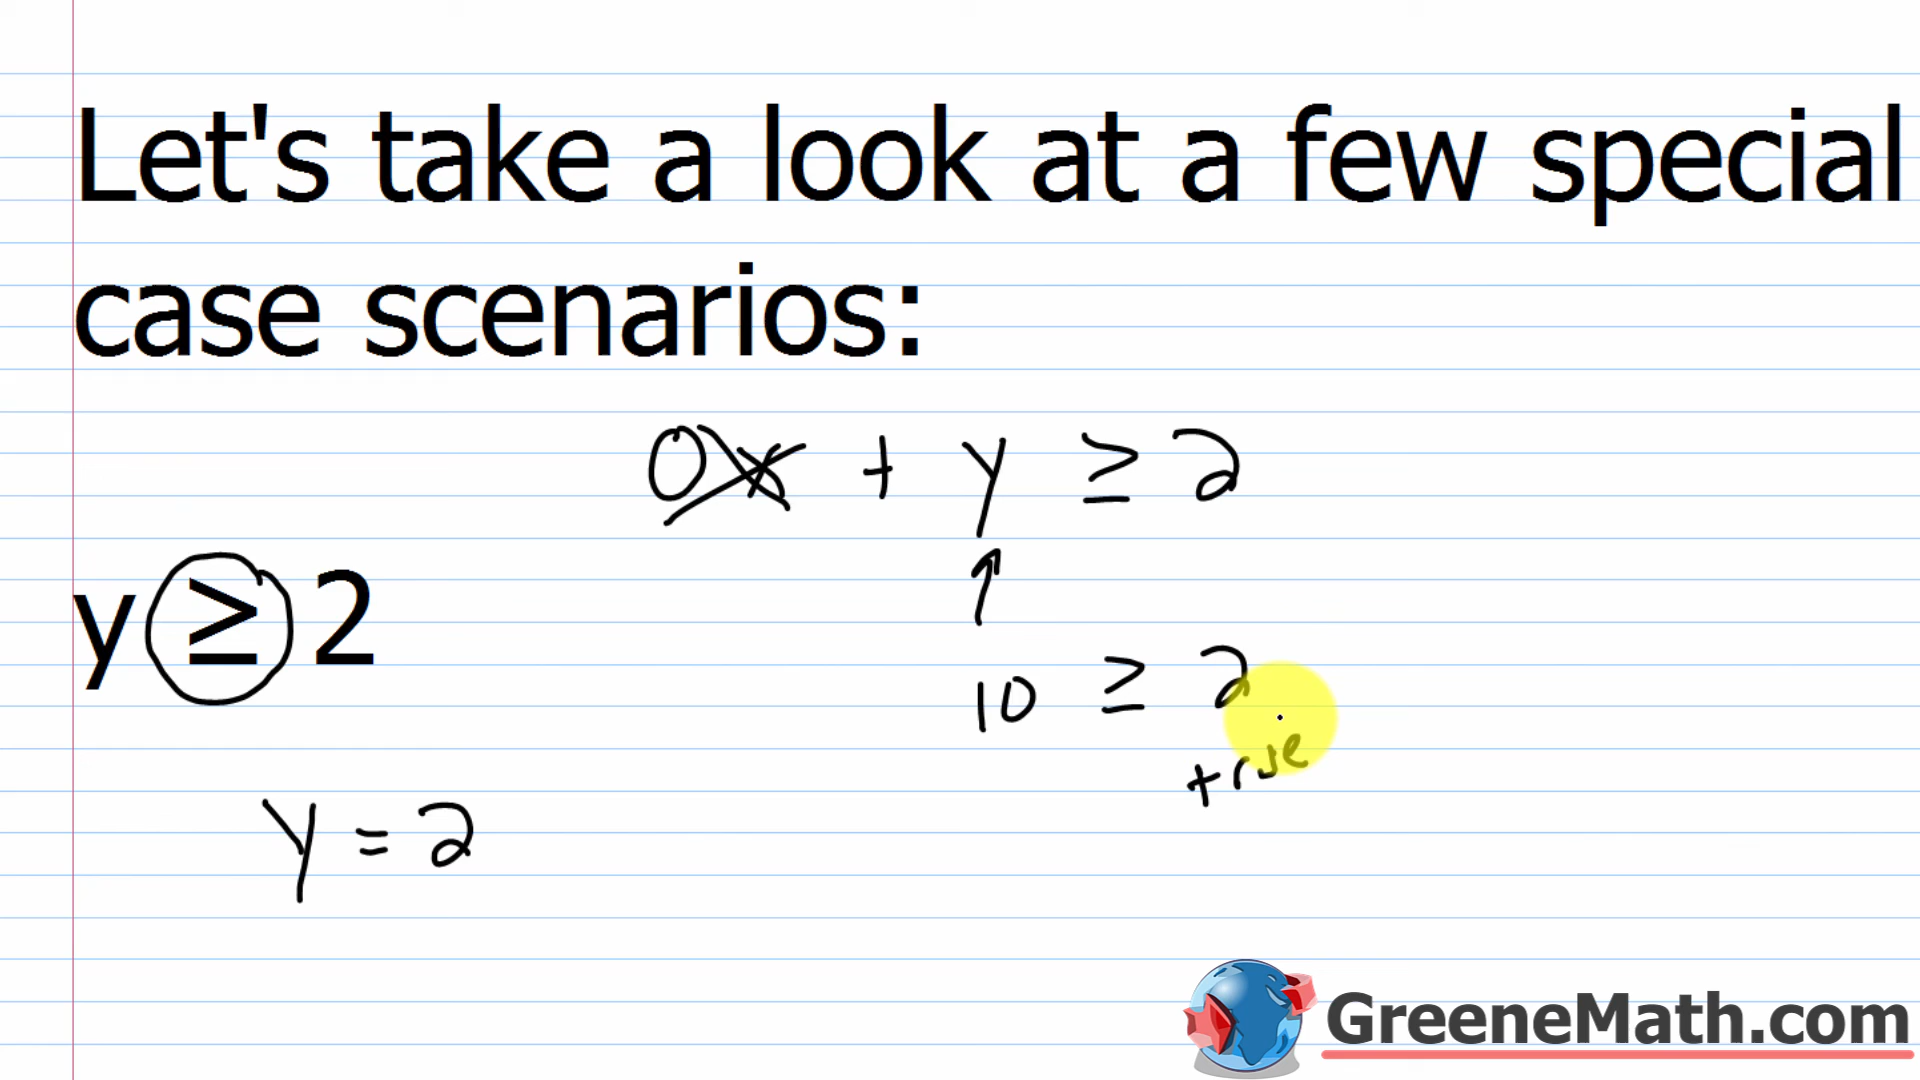 Let's take a look at a few special
case scenarios:
0x + y ≥ 2
y ≥ 2
10 ≥ 2
true
y = 2
GreeneMath.com